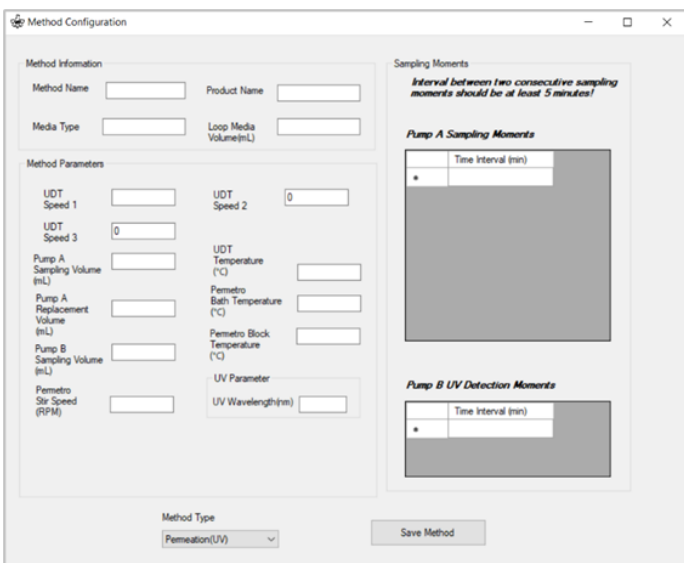 Method Configuration
Method Information
Method Name
Product Name
Media Type
Loop Media
Volume(mL)
Method Parameters
UDT
Speed 1
UDT
Speed 2
0
UDT
Speed 3
0
Pump A
Sampling Volume
(mL)
UDT
Temperature
(°C)
Pump A
Replacement
Volume
(mL)
Permetro
Bath Temperature
(°C)
Pump B
Sampling Volume
(mL)
Permetro Block
Temperature
(°C)
Permetro
Stir Speed
(RPM)
UV Parameter
UV Wavelength(nm)
Sampling Moments
Interval between two consecutive sampling
moments should be at least 5 minutes!
Pump A Sampling Moments
Time Interval (min)
*
Pump B UV Detection Moments
Time Interval (min)
*
Method Type
Permeation(UV)
Save Method